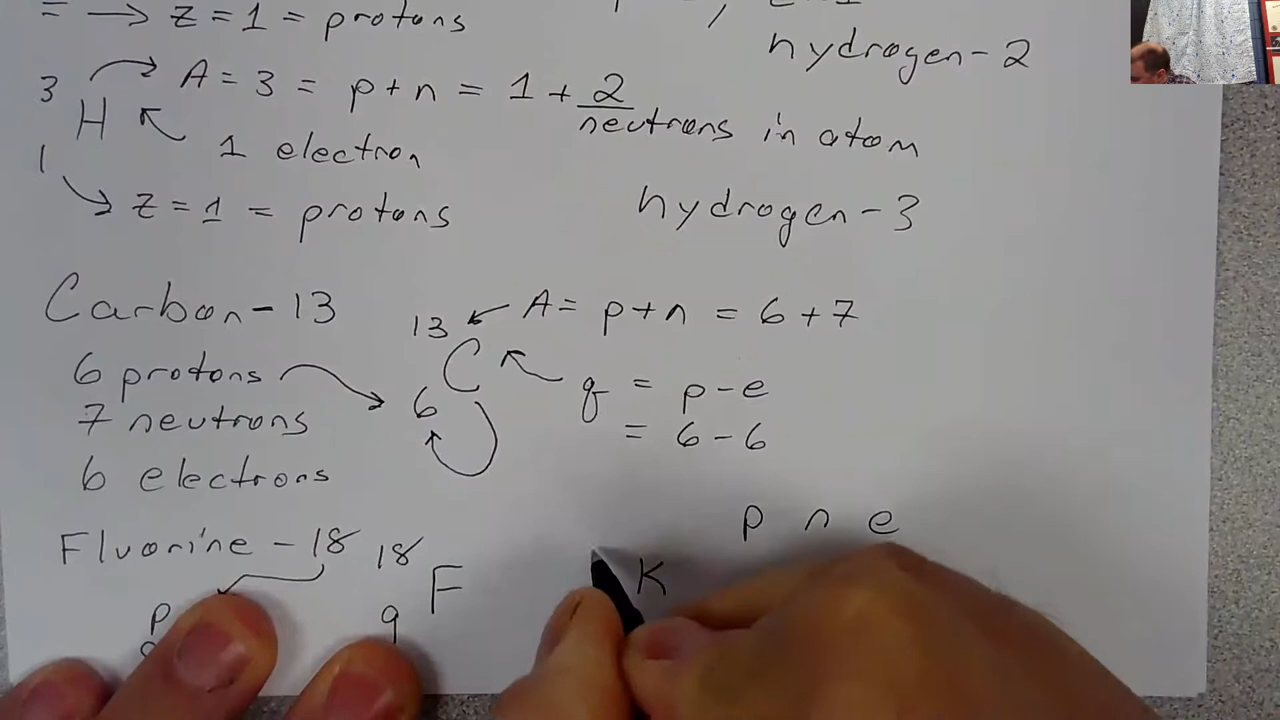 = → z = 1 = protons
hydrogen-2
3 H 1 A = 3 = p+n = 1 + 2
neutrons in atom
1 electron
z = 1 = protons
hydrogen-3
Carbon-13
13 C 6 A = p+n = 6+7
6 protons
q = p-e
7 neutrons
= 6-6
6 electrons
p n e
Fluorine-18 18 F 9
K
p